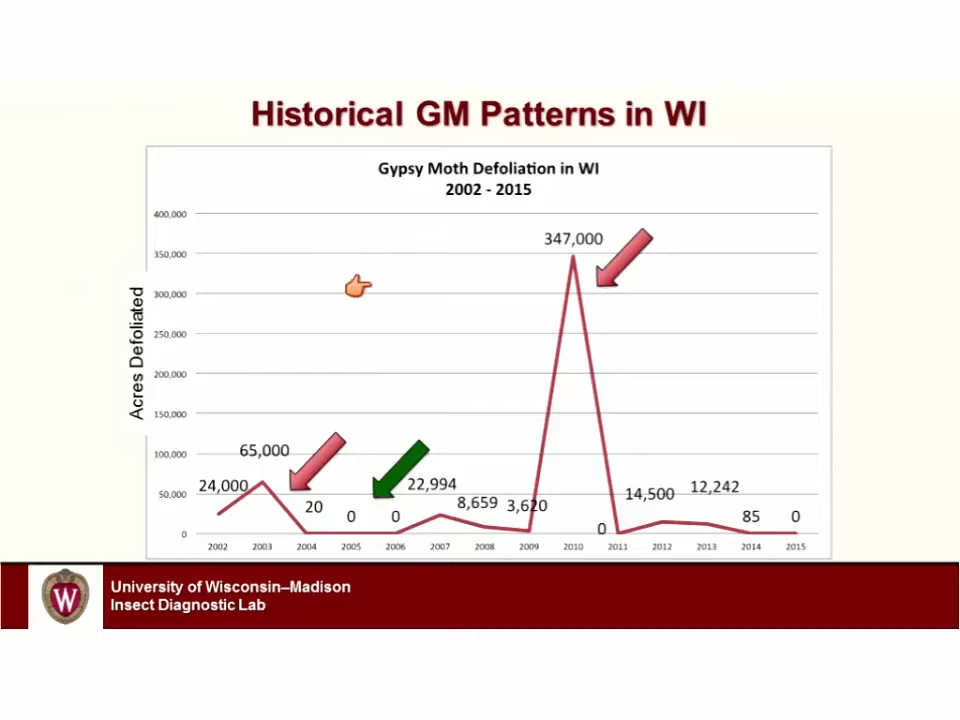 Historical GM Patterns in WI
Gypsy Moth Defoliation in WI
2002 - 2015
Acres Defoliated
400,000
350,000
300,000
250,000
200,000
150,000
100,000
50,000
0
24,000
65,000
20
0
0
22,994
8,659
3,620
347,000
0
14,500
12,242
85
0
2002 2003 2004 2005 2006 2007 2008 2009 2010 2011 2012 2013 2014 2015
W
University of Wisconsin–Madison
Insect Diagnostic Lab